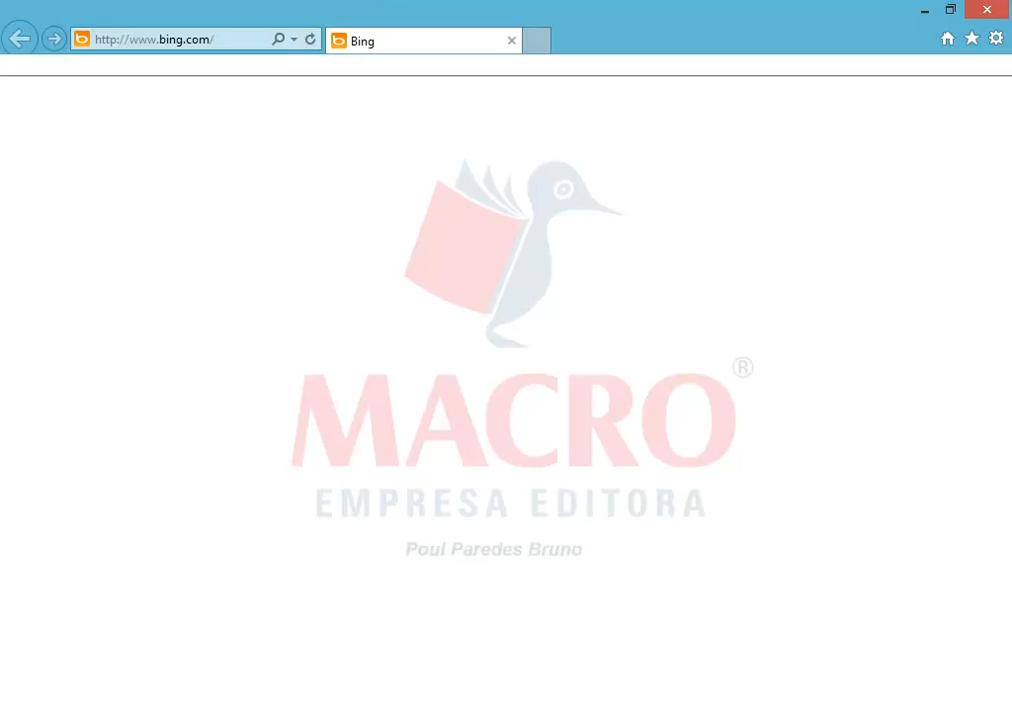 http://www.bing.com/
Bing
MACRO®
EMPRESA EDITORA
Poul Paredes Bruno